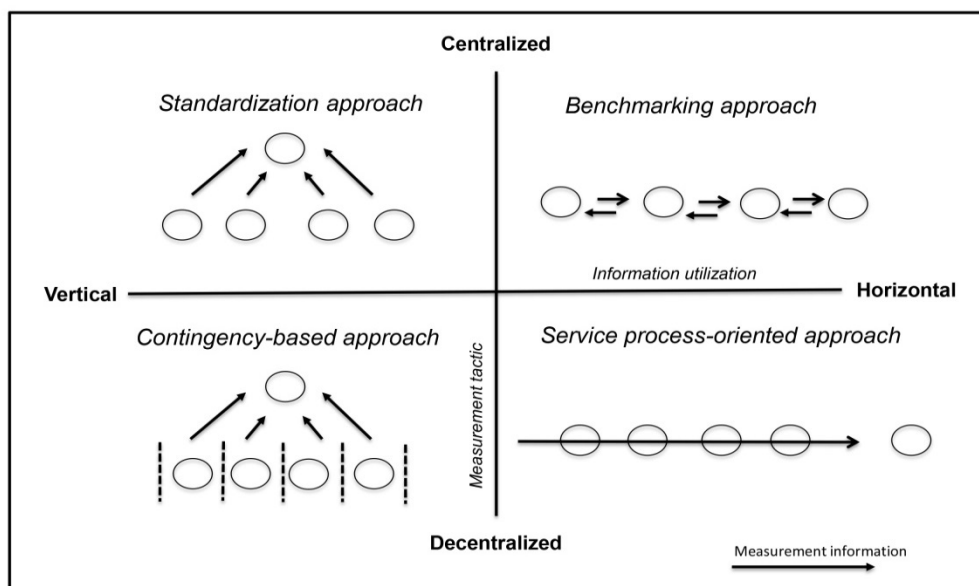 Centralized
Standardization approach
Benchmarking approach
Information utilization
Vertical
Horizontal
Contingency-based approach
Service process-oriented approach
Measurement tactic
Decentralized
Measurement information